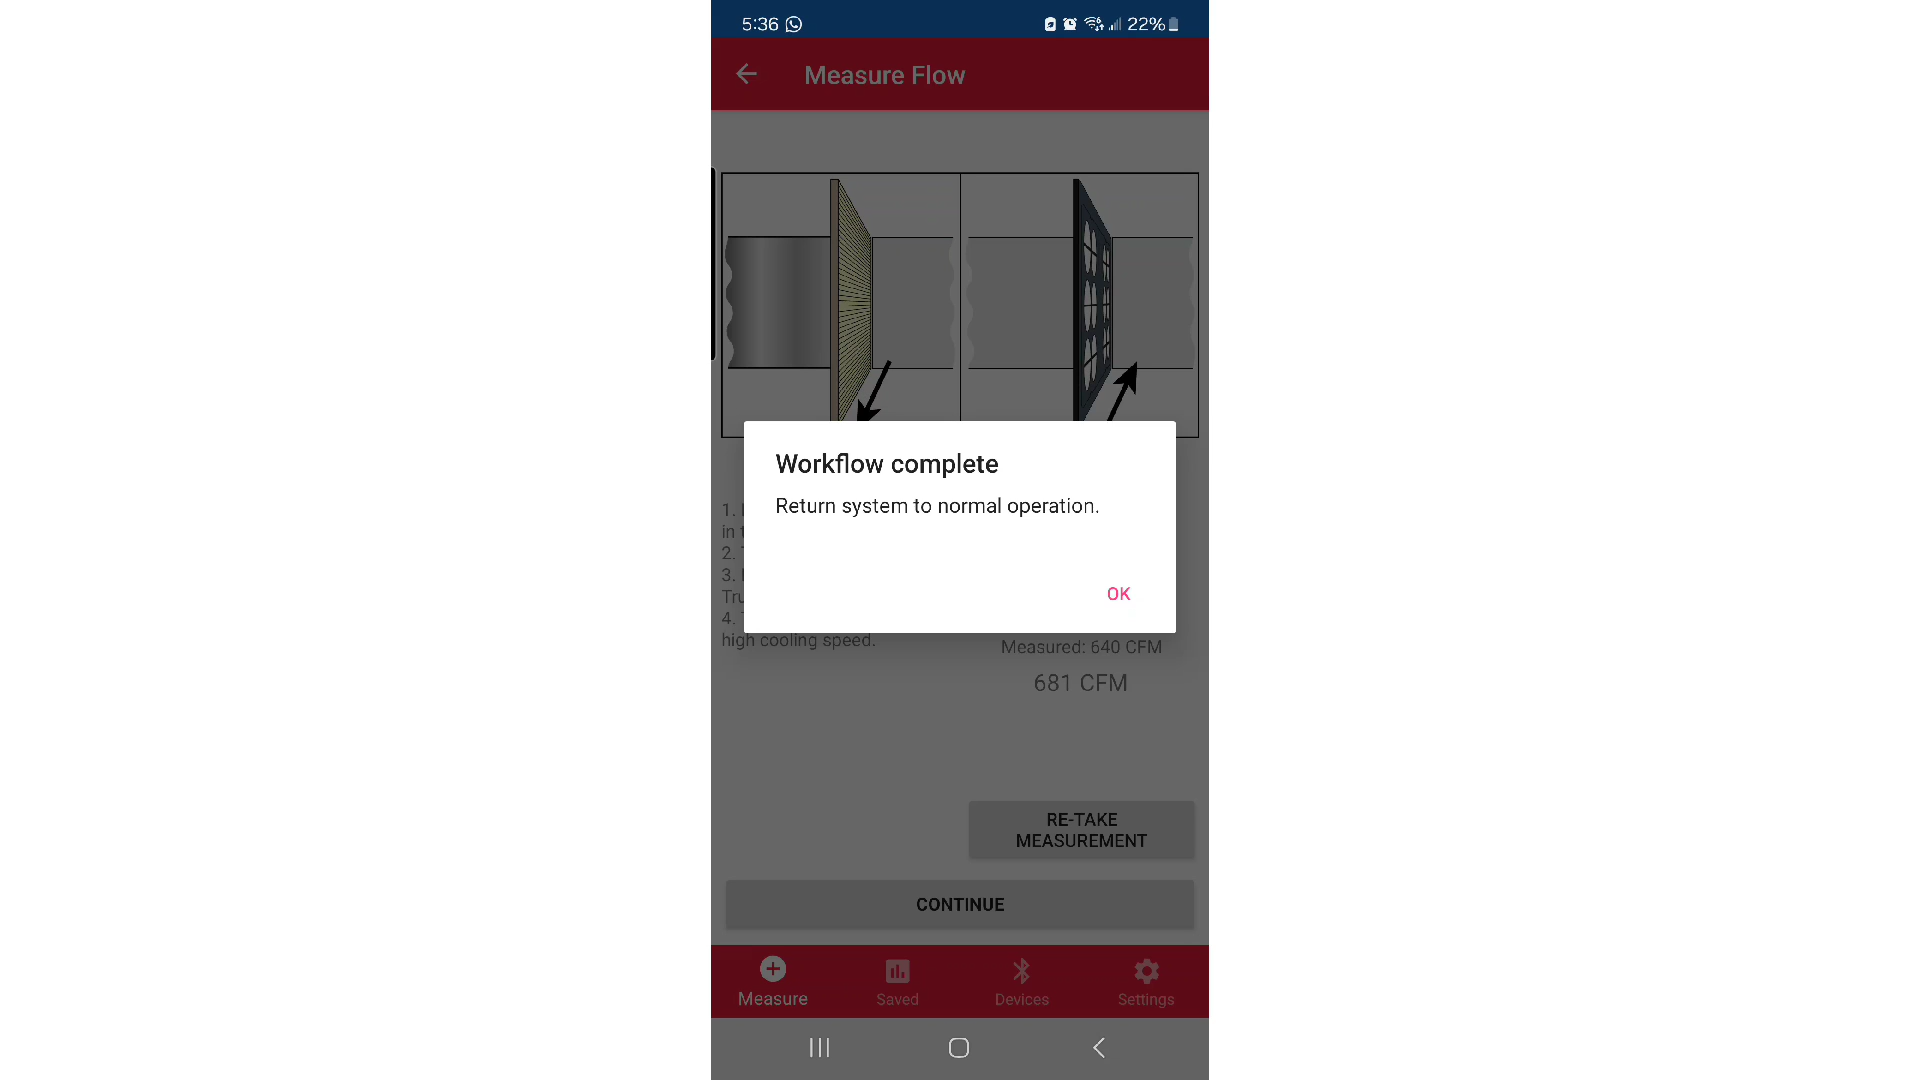 5:36
22%
Measure Flow
Workflow complete
Return system to normal operation.
OK
1.
in
2.
3.
4.
high cooling speed.
Measured: 640 CFM
681 CFM
RE-TAKE
MEASUREMENT
CONTINUE
Measure
Saved
Devices
Settings